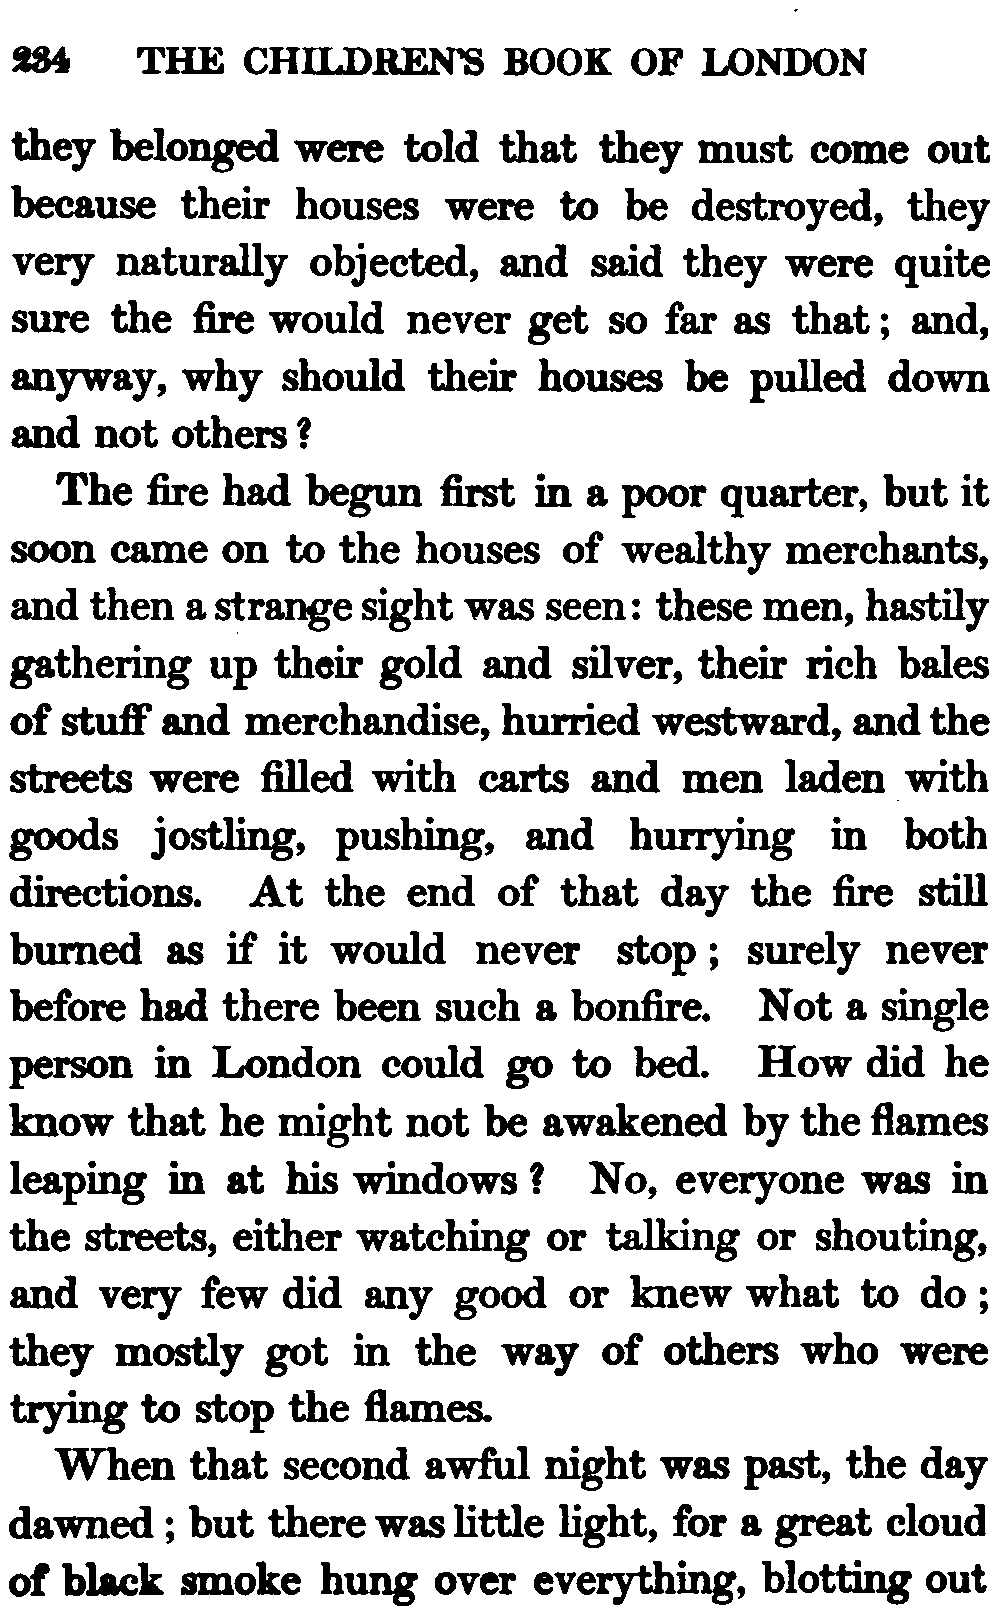 234 THE CHILDREN'S BOOK OF LONDON
they belonged were told that they must come out
because their houses were to be destroyed, they
very naturally objected, and said they were quite
sure the fire would never get so far as that; and,
anyway, why should their houses be pulled down
and not others?
The fire had begun first in a poor quarter, but it
soon came on to the houses of wealthy merchants,
and then a strange sight was seen: these men, hastily
gathering up their gold and silver, their rich bales
of stuff and merchandise, hurried westward, and the
streets were filled with carts and men laden with
goods jostling, pushing, and hurrying in both
directions. At the end of that day the fire still
burned as if it would never stop; surely never
before had there been such a bonfire. Not a single
person in London could go to bed. How did he
know that he might not be awakened by the flames
leaping in at his windows? No, everyone was in
the streets, either watching or talking or shouting,
and very few did any good or knew what to do;
they mostly got in the way of others who were
trying to stop the flames.
When that second awful night was past, the day
dawned; but there was little light, for a great cloud
of black smoke hung over everything, blotting out